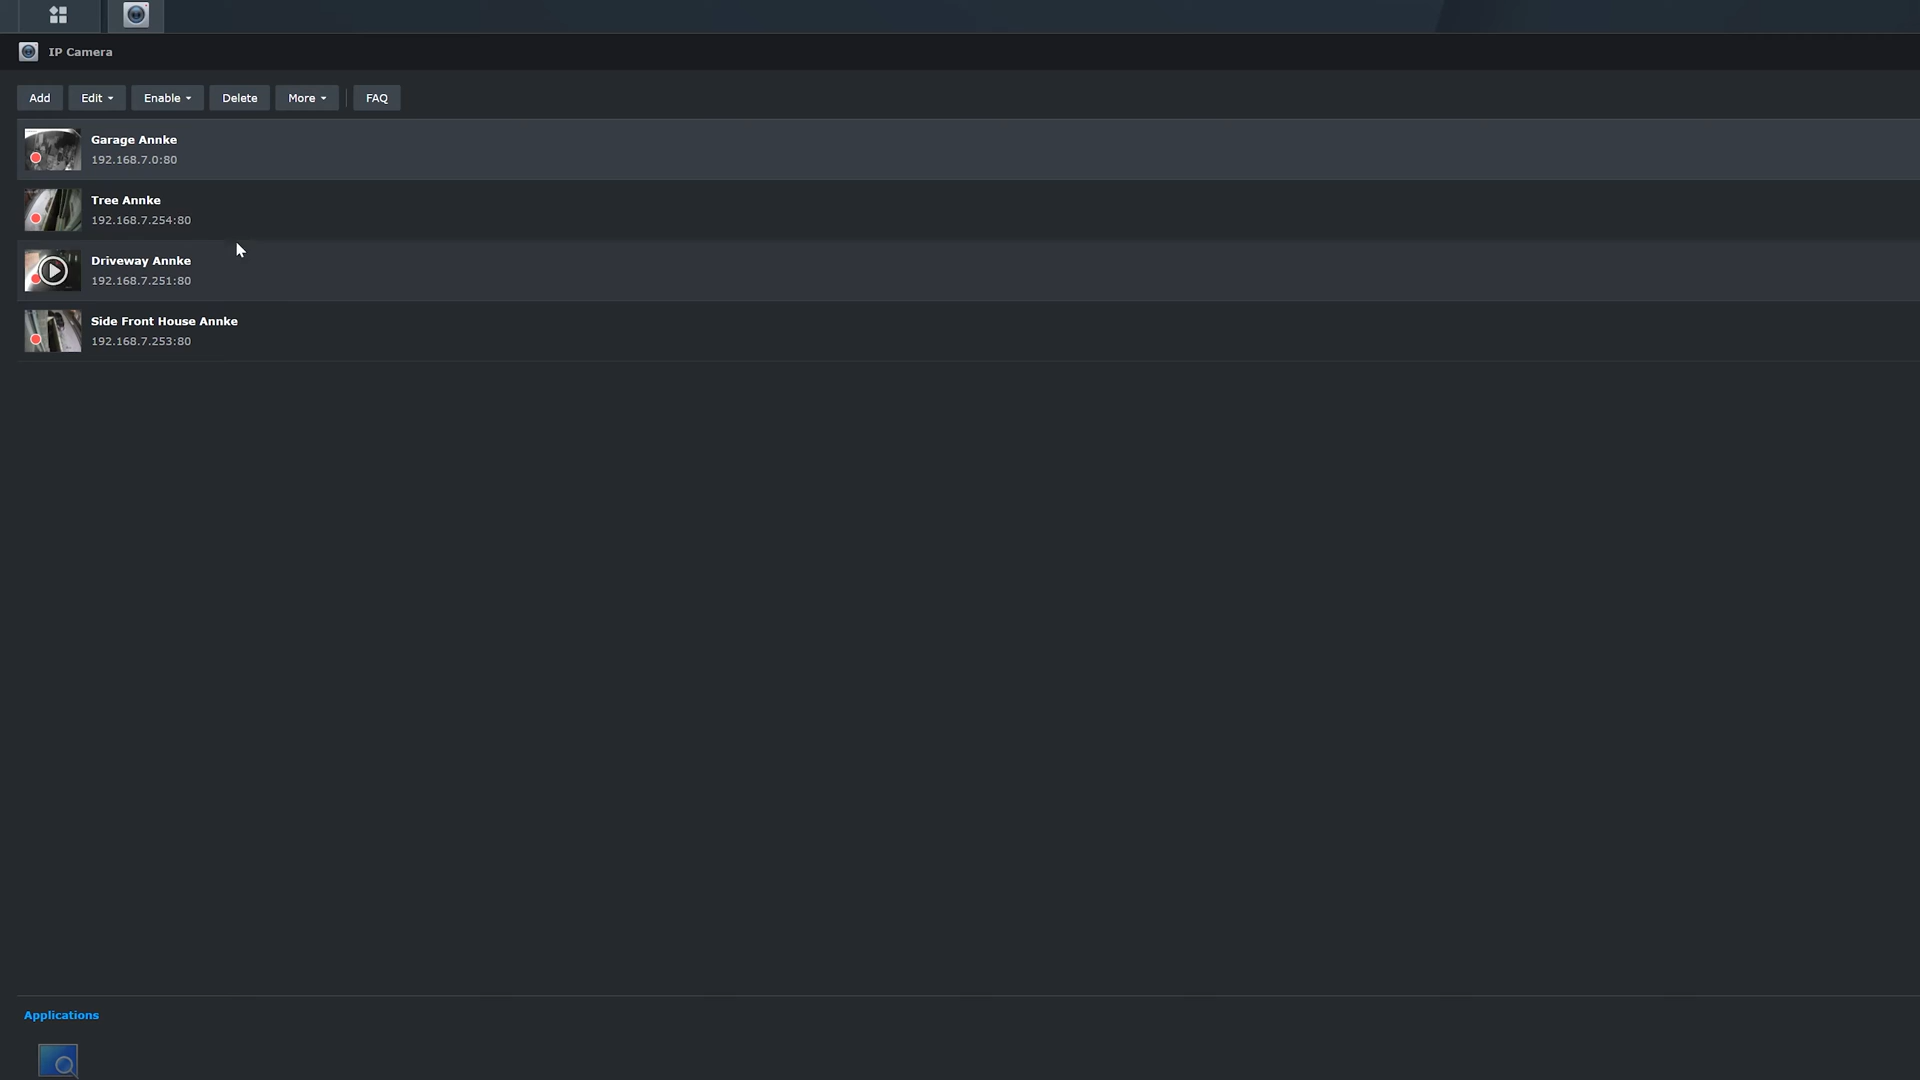 IP Camera
Add Edit Enable Delete More FAQ
Garage Annke
192.168.7.0:80
Tree Annke
192.168.7.254:80
Driveway Annke
192.168.7.251:80
Side Front House Annke
192.168.7.253:80
Applications